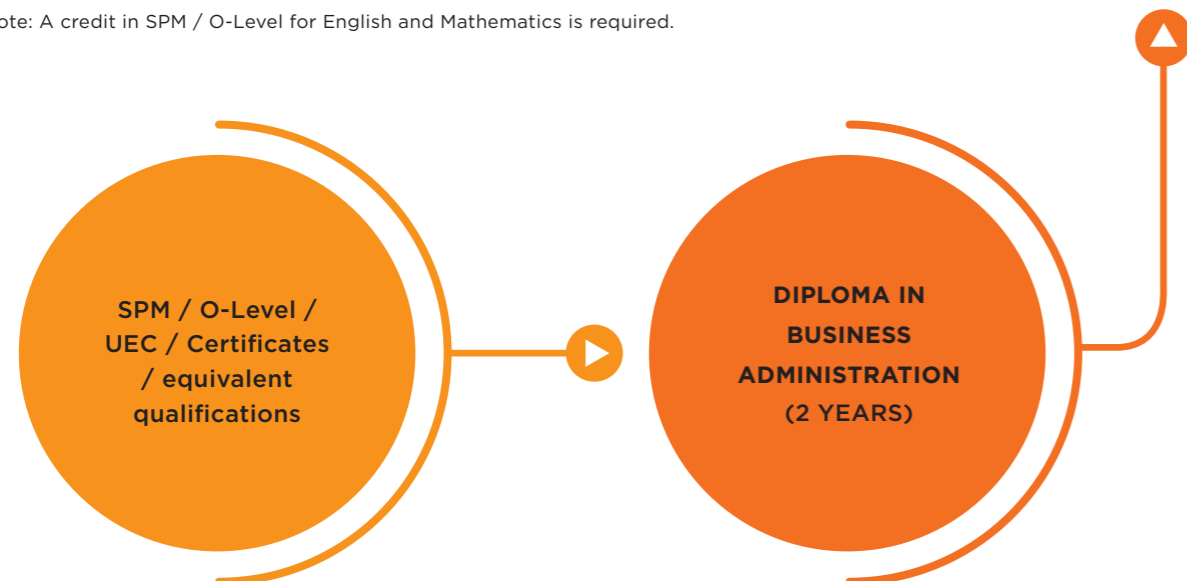 ote: A credit in SPM / O-Level for English and Mathematics is required.
SPM / O-Level /
UEC / Certificates
/ equivalent
qualifications
DIPLOMA IN
BUSINESS
ADMINISTRATION
(2 YEARS)